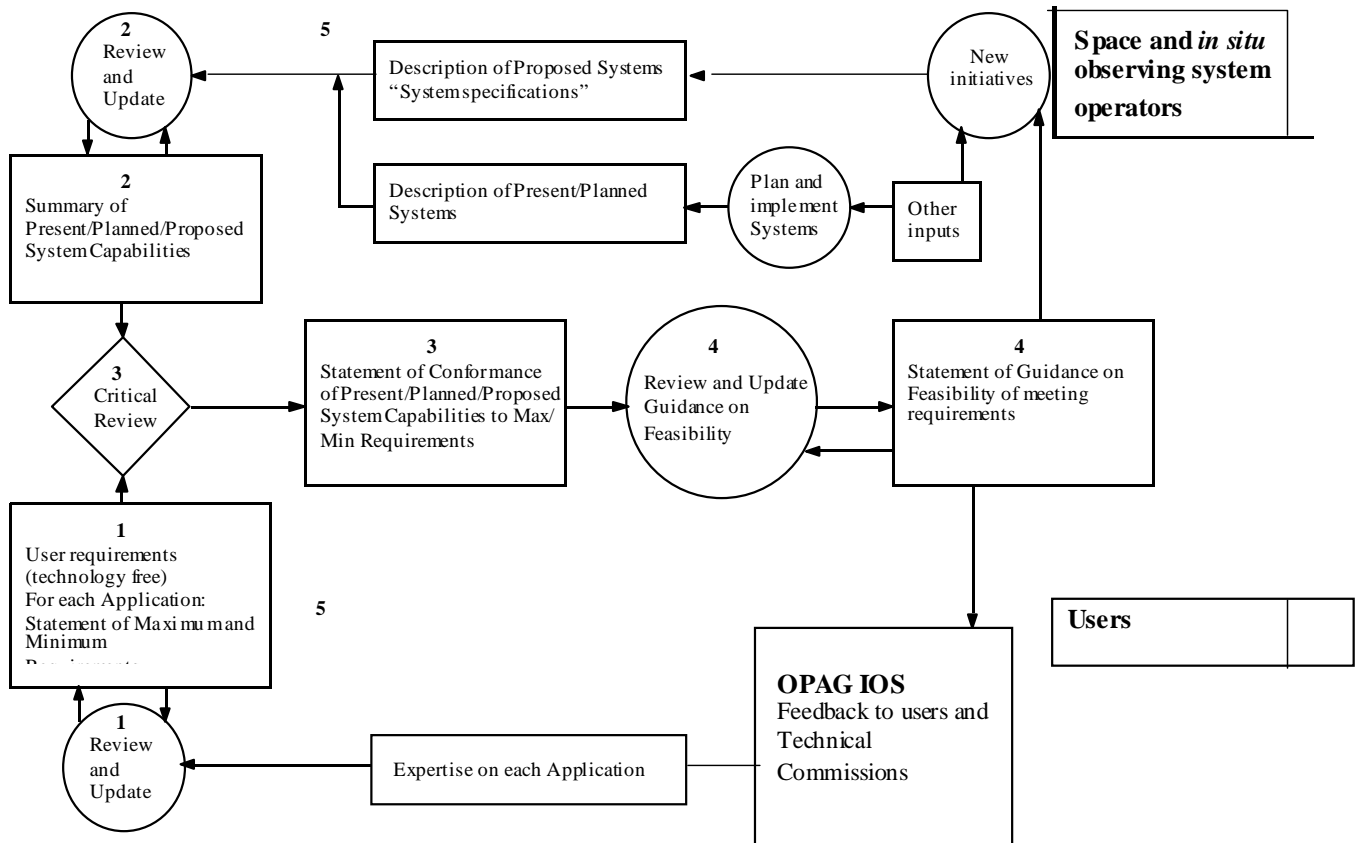 2
Review
and
Update
5
Description of Proposed Systems
“System specifications”
New
initiatives
Space and in situ
observing system
operators
2
Summary of
Present/Planned/Proposed
System Capabilities
Description of Present/Planned
Systems
Plan and
implement
Systems
Other
inputs
3
Critical
Review
3
Statement of Conformance
of Present/Planned/Proposed
System Capabilities to Max/
Min Requirements
4
Review and Update
Guidance on
Feasibility
4
Statement of Guidance on
Feasibility of meeting
requirements
1
User requirements
(technology free)
For each Application:
Statement of Maximum and
Minimum
5
Users
OPAG IOS
Feedback to users and
Technical
Commissions
1
Review
and
Update
Expertise on each Application